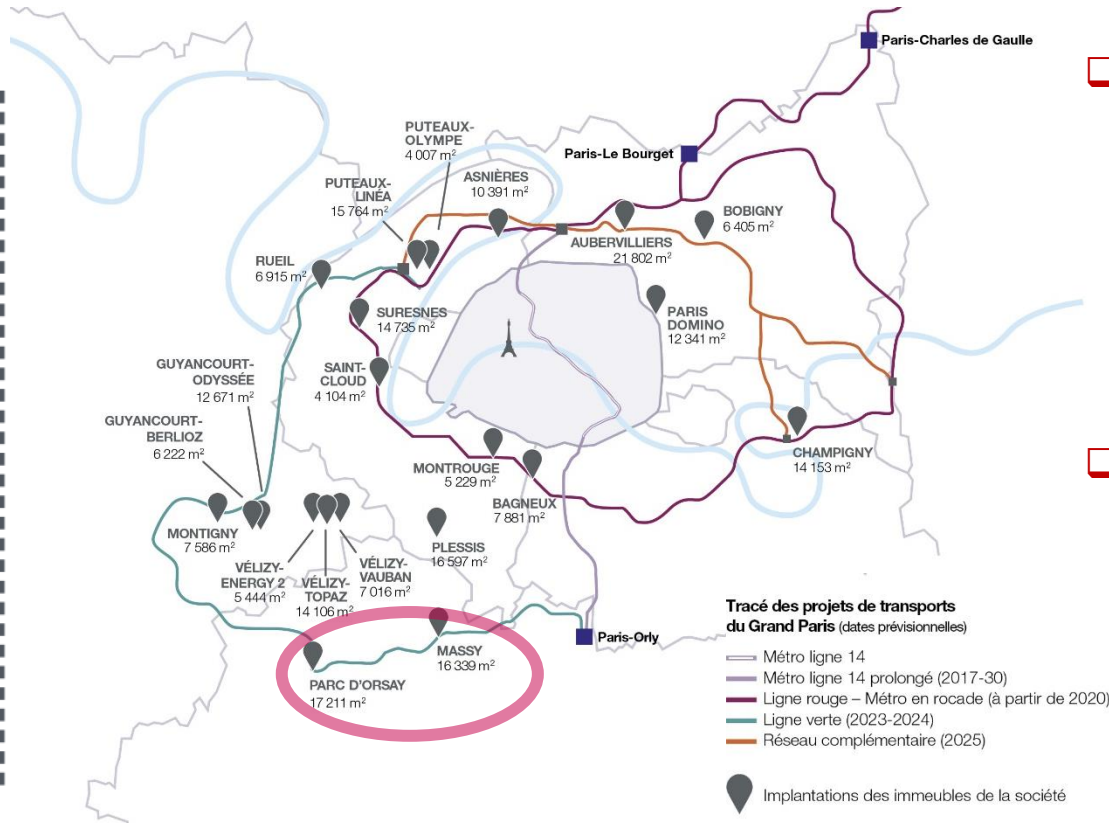 Paris-Charles de Gaulle
Paris-Le Bourget
PUTEAUX-
OLYMPE
4 007 m²
PUTEAUX-
LINÉA
15 764 m²
ASNIÈRES
10 391 m²
AUBERVILLIERS
21 802 m²
BOBIGNY
6 405 m²
RUEIL
6 915 m²
SURESNES
14 735 m²
PARIS
DOMINO
12 341 m²
SAINT-
CLOUD
4 104 m²
GUYANCOURT-
ODYSSÉE
12 671 m²
GUYANCOURT-
BERLIOZ
6 222 m²
MONTROUGE
5 229 m²
BAGNEUX
7 881 m²
CHAMPIGNY
14 153 m²
MONTIGNY
7 586 m²
VÉLIZY-
ENERGY 2
5 444 m²
VÉLIZY-
TOPAZ
14 106 m²
VÉLIZY-
VAUBAN
7 016 m²
PLESSIS
16 597 m²
MASSY
16 339 m²
PARC D'ORSAY
17 211 m²
Paris-Orly
Tracé des projets de transports
du Grand Paris (dates prévisionnelles)
Métro ligne 14
Métro ligne 14 prolongé (2017-30)
Ligne rouge – Métro en rocade (à partir de 2020)
Ligne verte (2023-2024)
Réseau complémentaire (2025)
Implantations des immeubles de la société